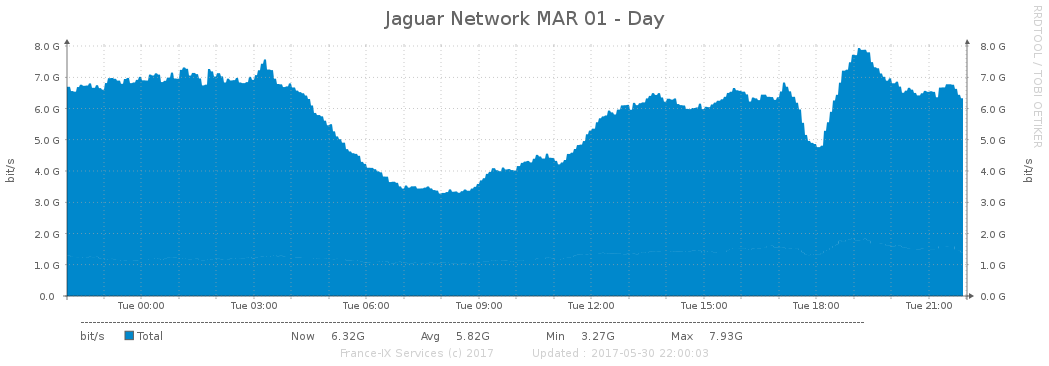 Jaguar Network MAR 01 - Day
RRDTOOL / TOBI OETIKER
bit/s
bit/s
8.0 G 8.0 G
7.0 G 7.0 G
6.0 G 6.0 G
5.0 G 5.0 G
4.0 G 4.0 G
3.0 G 3.0 G
2.0 G 2.0 G
1.0 G 1.0 G
0.0 0.0 G
Tue 00:00 Tue 03:00 Tue 06:00 Tue 09:00 Tue 12:00 Tue 15:00 Tue 18:00 Tue 21:00
bit/s Total Now 6.32G Avg 5.82G Min 3.27G Max 7.93G
France-IX Services (c) 2017 Updated : 2017-05-30 22:00:03